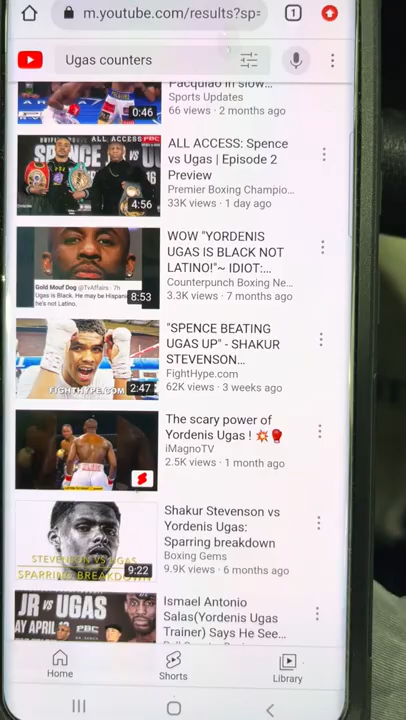 m.youtube.com/results?sp=
1
Ugas counters
Pacquiao in slow...
Sports Updates
66 views · 2 months ago
0:46
ALL ACCESS PBC
SPENCE vs UGAS
16
4:56
ALL ACCESS: Spence
vs Ugas | Episode 2
Preview
Premier Boxing Champio...
33K views · 1 day ago
Gold Mouf Dog @TvAffairs · 7h
Ugas is Black. He may be Hispani
he's not Latino.
8:53
WOW "YORDENIS
UGAS IS BLACK NOT
LATINO!"~ IDIOT:...
Counterpunch Boxing Ne...
3.3K views · 7 months ago
FIGHTHYPE.COM
2:47
"SPENCE BEATING
UGAS UP" - SHAKUR
STEVENSON...
FightHype.com
62K views · 3 weeks ago
The scary power of
Yordenis Ugas ! 💥🥊
iMagnoTV
2.5K views · 1 month ago
STEVENSON VS UGAS
SPARRING BREAKDOWN
9:22
Shakur Stevenson vs
Yordenis Ugas:
Sparring breakdown
Boxing Gems
9.9K views · 6 months ago
JR vs UGAS
AY APRIL
PBC
Ismael Antonio
Salas(Yordenis Ugas
Trainer) Says He See...
Home
Shorts
Library